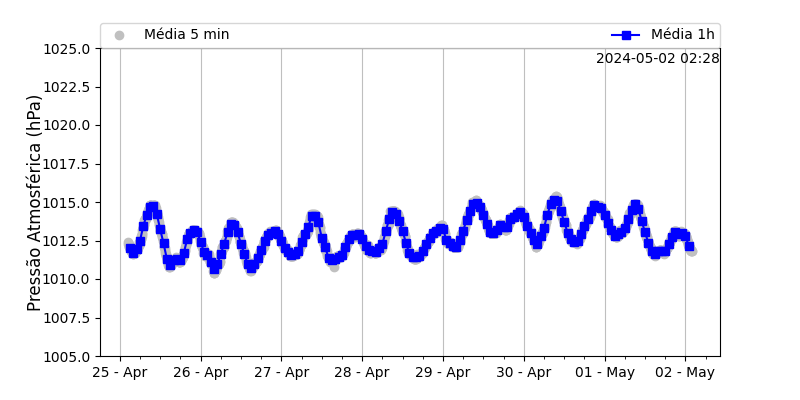 Média 5 min
Média 1h
2024-05-02 02:28
Pressão Atmosférica (hPa)
1025.0
1022.5
1020.0
1017.5
1015.0
1012.5
1010.0
1007.5
1005.0
25 - Apr
26 - Apr
27 - Apr
28 - Apr
29 - Apr
30 - Apr
01 - May
02 - May